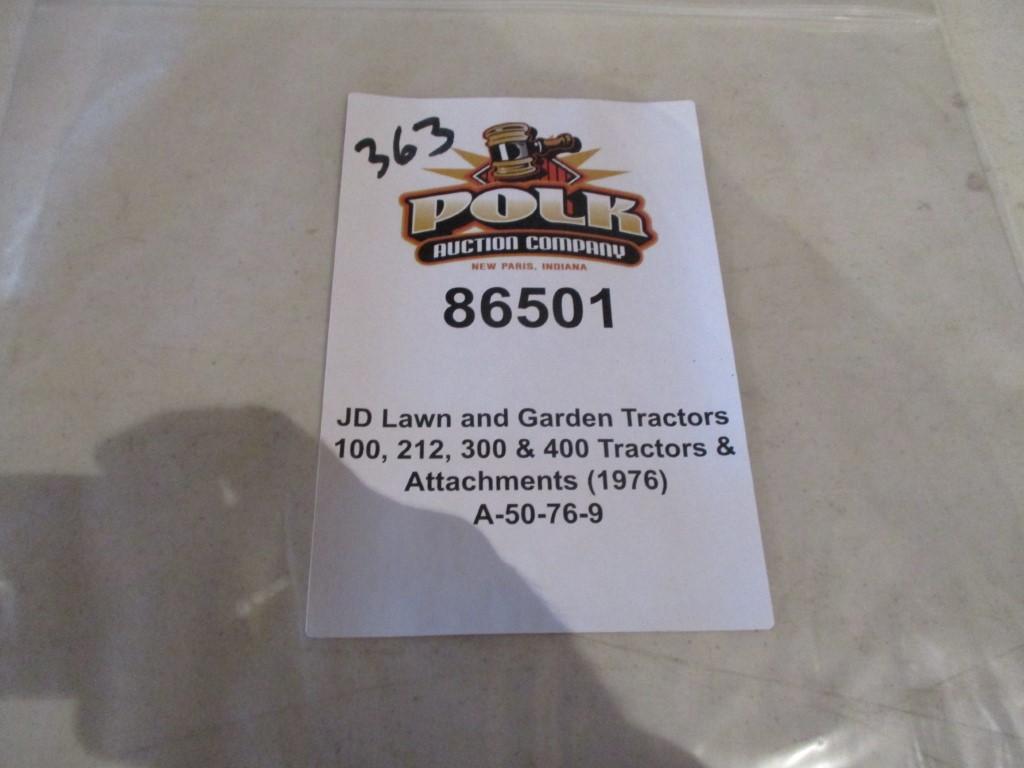 363
POLK
AUCTION COMPANY
NEW PARIS, INDIANA
86501
JD Lawn and Garden Tractors
100, 212, 300 & 400 Tractors &
Attachments (1976)
A-50-76-9